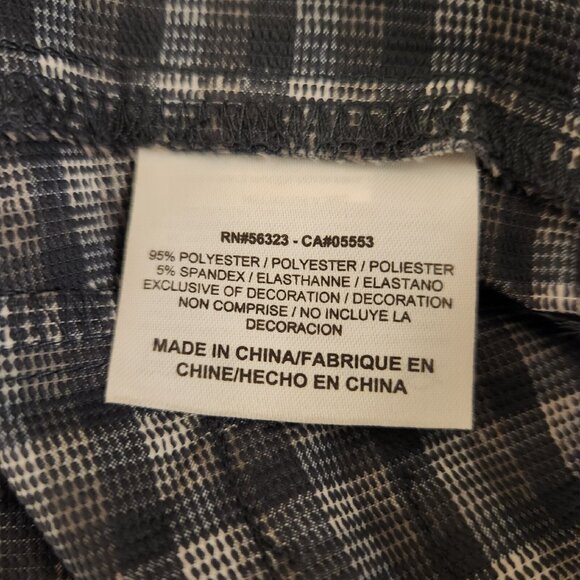 RN#56323 - CA#05553
95% POLYESTER / POLYESTER / POLIESTER
5% SPANDEX / ELASTHANNE / ELASTANO
EXCLUSIVE OF DECORATION / DECORATION
NON COMPRISE / NO INCLUYE LA
DECORACION
MADE IN CHINA/FABRIQUE EN
CHINE/HECHO EN CHINA